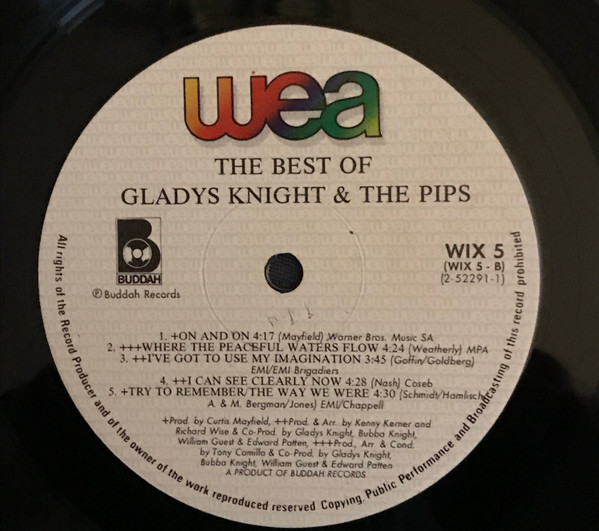 wea
THE BEST OF
GLADYS KNIGHT & THE PIPS
B
BUDDAH
℗ Buddah Records
WIX 5
(WIX 5 - B)
(2-52291-1)
1. +ON AND ON 4:17 (Mayfield) Warner Bros. Music SA
2. +++WHERE THE PEACEFUL WATERS FLOW 4:24 (Weatherly) MPA
3. ++I'VE GOT TO USE MY IMAGINATION 3:45 (Goffin/Goldberg)
EMI/EMI Brigadiers
4. ++I CAN SEE CLEARLY NOW 4:28 (Nash) Coseb
5. +TRY TO REMEMBER/THE WAY WE WERE 4:30 (Schmidt/Hamlisch/
A. & M. Bergman/Jones) EMI/Chappell
+Prod. by Curtis Mayfield, ++Prod. & Arr. by Kenny Kerner and
Richard Wise & Co-Prod. by Gladys Knight, Bubba Knight,
William Guest & Edward Patten, +++Prod., Arr. & Cond.
by Tony Camillo & Co-Prod. by Gladys Knight,
Bubba Knight, William Guest & Edward Patten
A PRODUCT OF BUDDAH RECORDS
All rights of the Record Producer and of the owner of the work reproduced reserved Copying, Public Performance and Broadcasting of this record prohibited